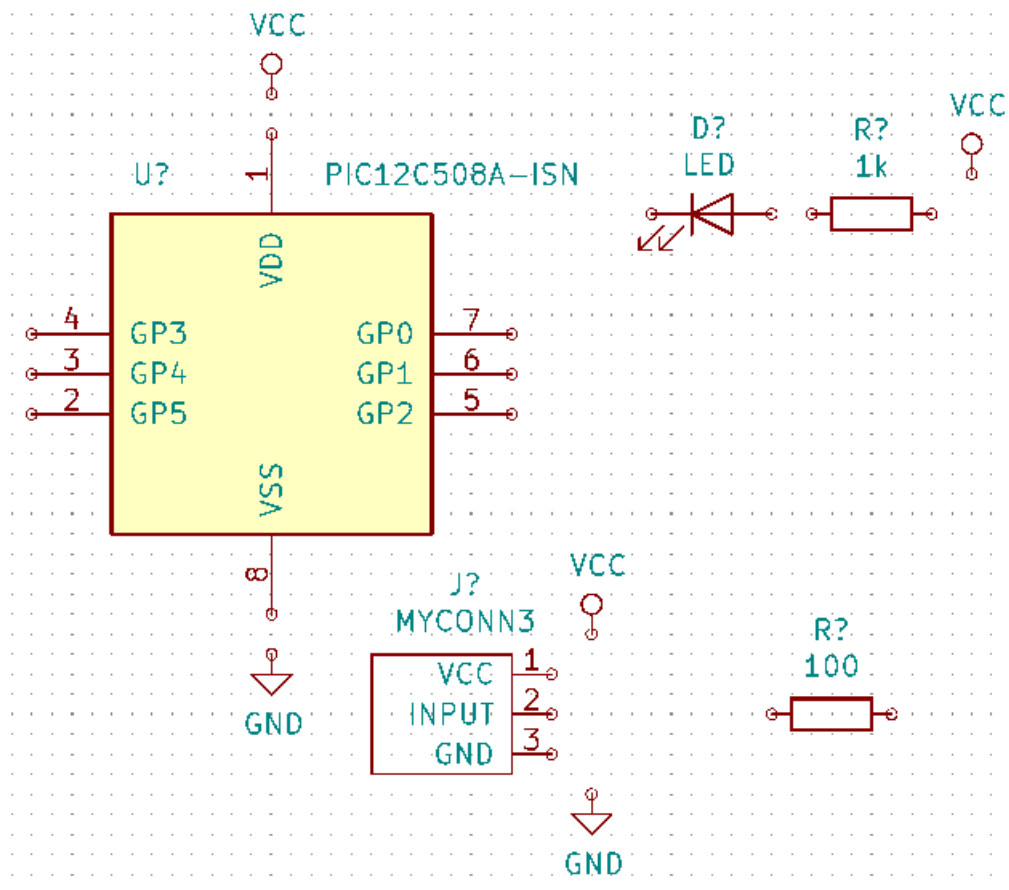 VCC
VCC
D?
LED
R?
1k
U?
1
PIC12C508A-ISN
VDD
4
GP3
GP0
7
3
GP4
GP1
6
2
GP5
GP2
5
VSS
8
VCC
J?
MYCONN3
R?
100
VCC
1
INPUT
2
GND
3
GND
GND